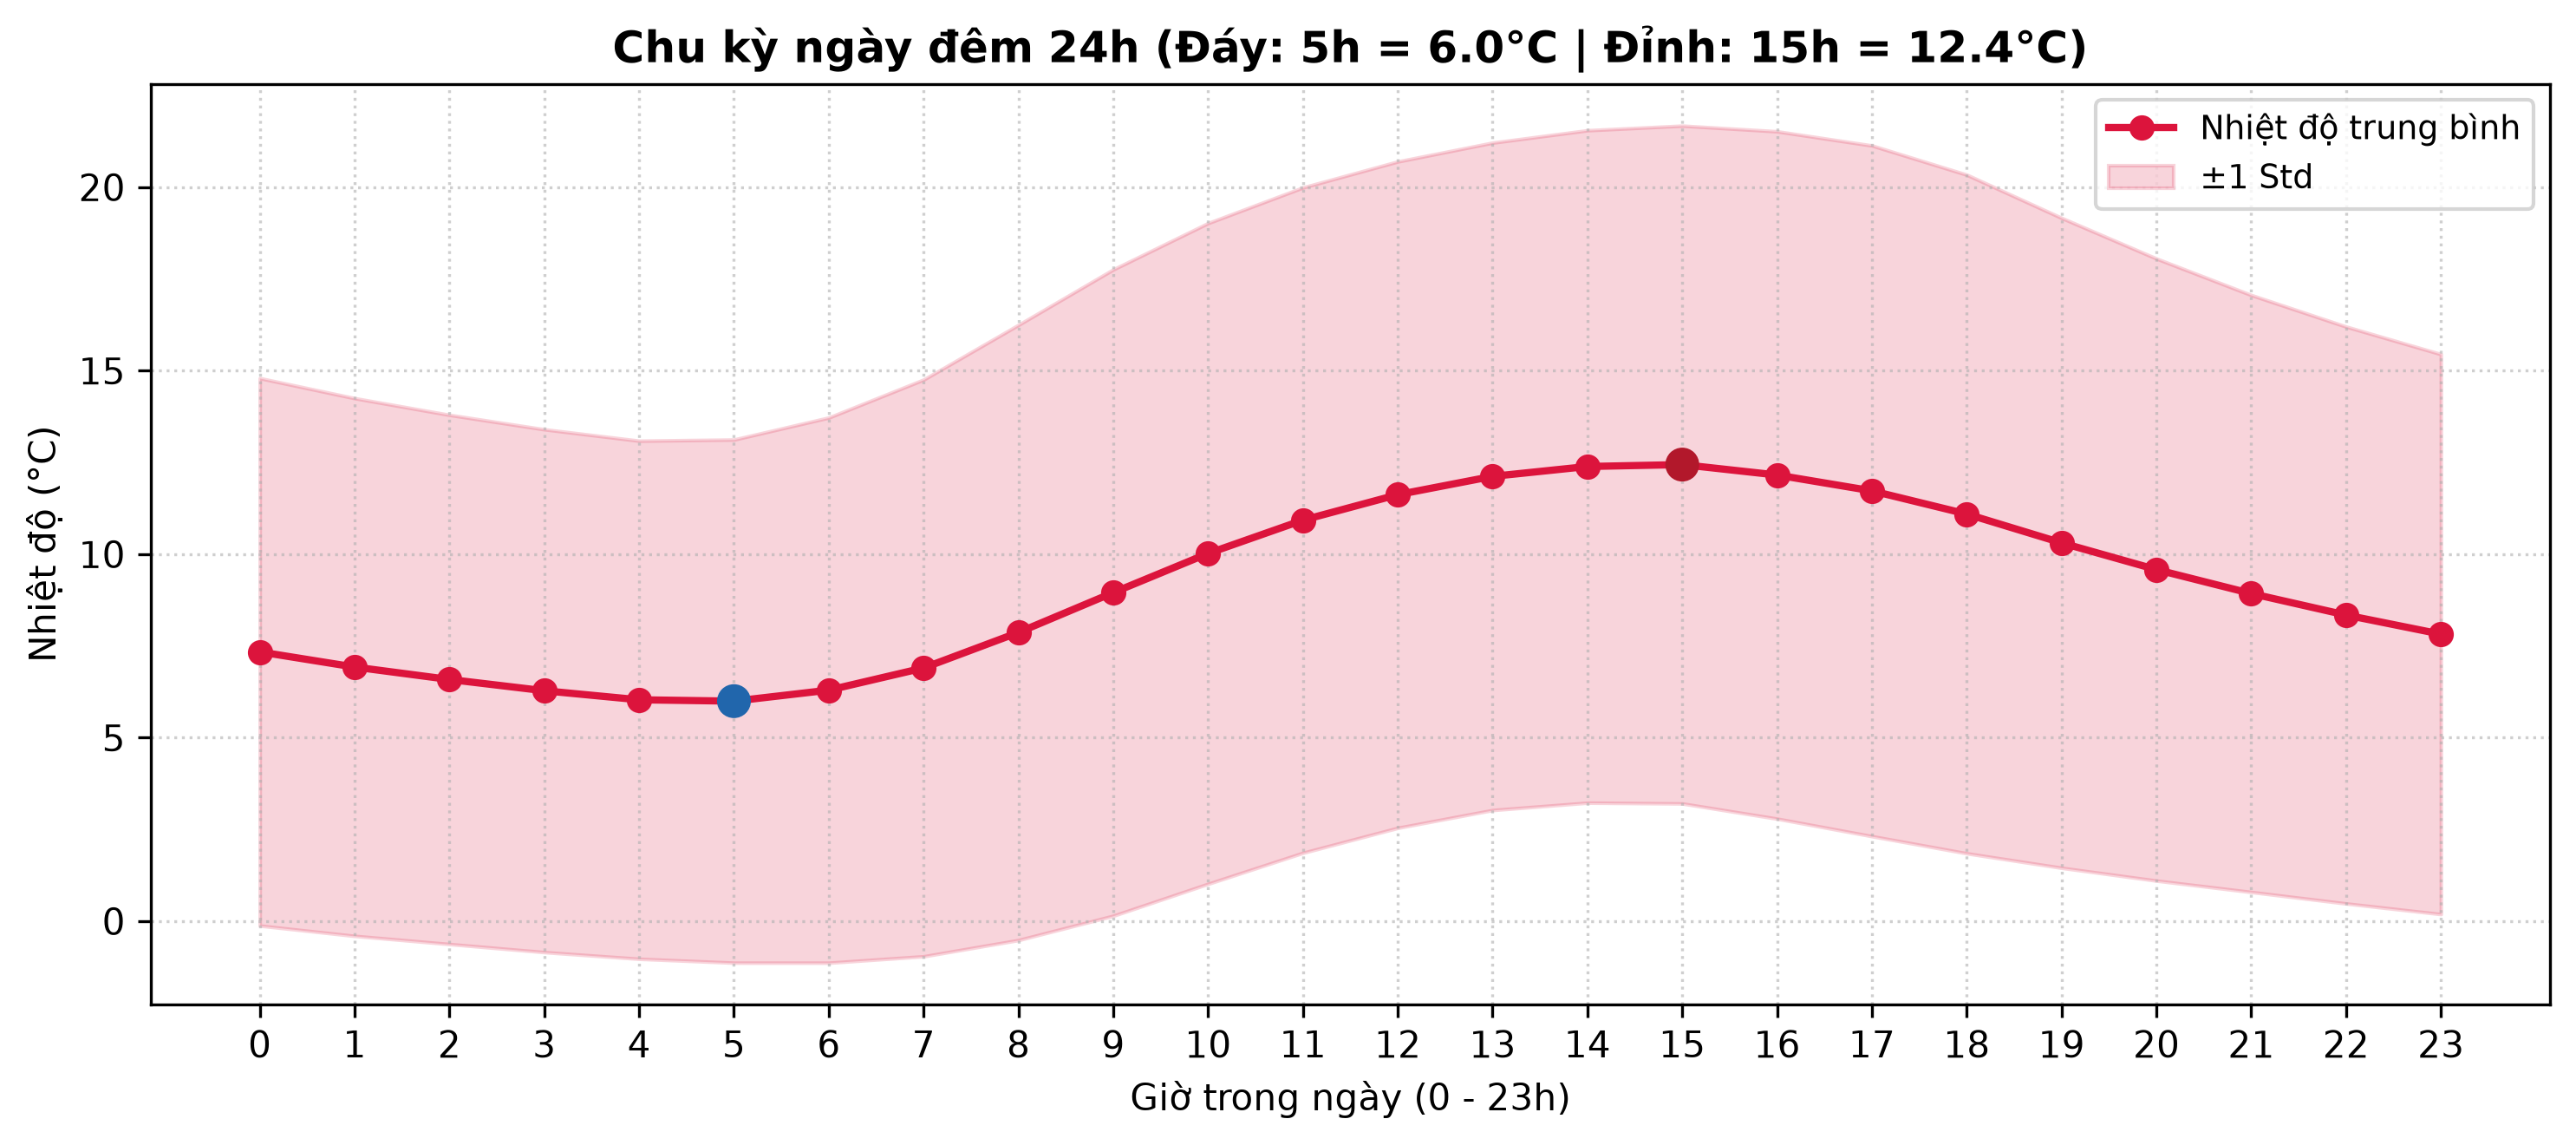 Chu kỳ ngày đêm 24h (Đáy: 5h = 6.0°C | Đỉnh: 15h = 12.4°C)
Nhiệt độ trung bình
±1 Std
Nhiệt độ (°C)
20
15
10
5
0
0 1 2 3 4 5 6 7 8 9 10 11 12 13 14 15 16 17 18 19 20 21 22 23
Giờ trong ngày (0 - 23h)